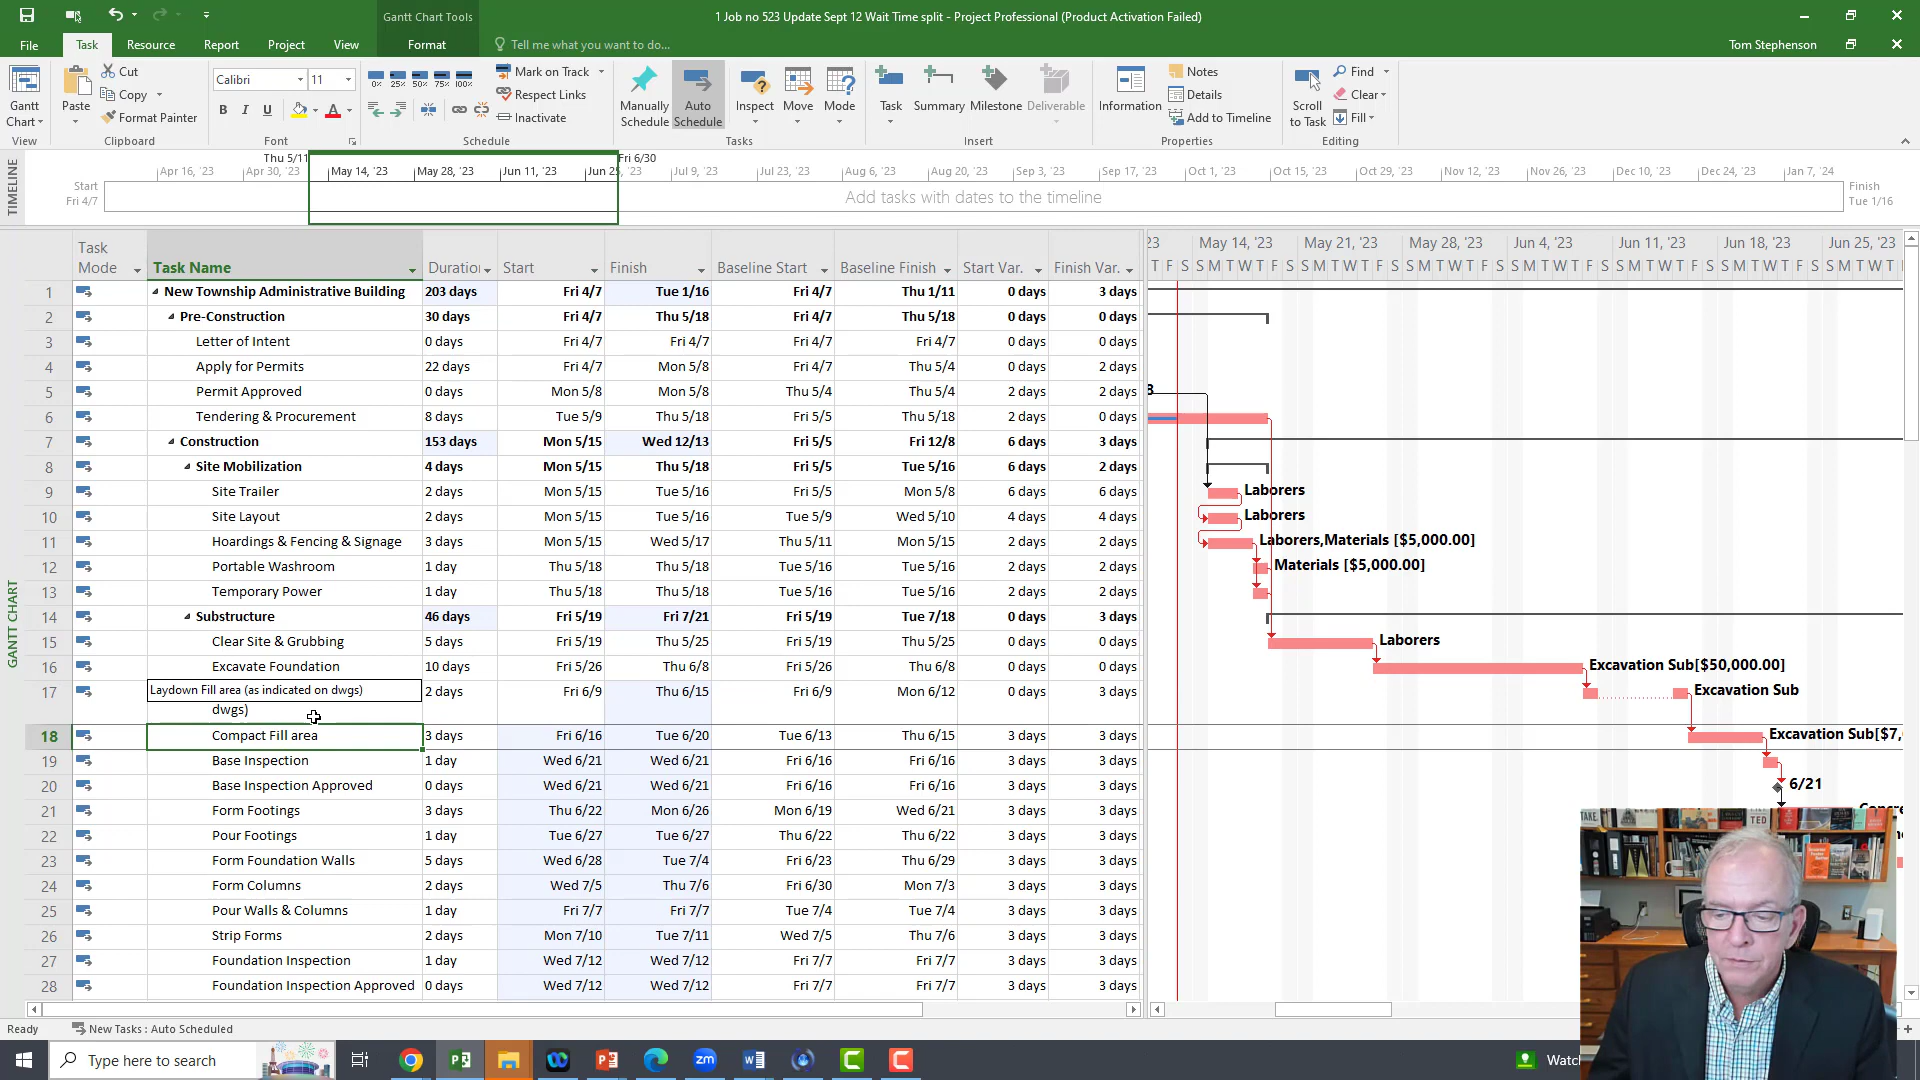 Gantt Chart Tools
1 Job no 523 Update Sept 12 Wait Time split - Project Professional (Product Activation Failed)
File Task Resource Report Project View Format Tell me what you want to do... Tom Stephenson
Gantt Chart View
Paste Cut Copy Format Painter Clipboard
Calibri 11 B I U A Font
0% 25% 50% 75% 100% Mark on Track Respect Links Inactivate Schedule
Manually Schedule Auto Schedule Inspect Move Mode Tasks
Task Summary Milestone Deliverable Insert
Information Notes Details Add to Timeline Properties
Scroll to Task Find Clear Fill Editing
TIMELINE
Thu 5/11 Fri 6/30
Apr 16, '23 Apr 30, '23 May 14, '23 May 28, '23 Jun 11, '23 Jun 25, '23 Jul 9, '23 Jul 23, '23 Aug 6, '23 Aug 20, '23 Sep 3, '23 Sep 17, '23 Oct 1, '23 Oct 15, '23 Oct 29, '23 Nov 12, '23 Nov 26, '23 Dec 10, '23 Dec 24, '23 Jan 7, '24
Start Fri 4/7 Add tasks with dates to the timeline Finish Tue 1/16
GANTT CHART
Task Mode Task Name Duration Start Finish Baseline Start Baseline Finish Start Var. Finish Var.
23 May 14, '23 May 21, '23 May 28, '23 Jun 4, '23 Jun 11, '23 Jun 18, '23 Jun 25, '23
T F S S M T W T F S S M T W T F S S M T W T F S S M T W T F S S M T W T F S S M T W T F S S M T W T F S
1 New Township Administrative Building 203 days Fri 4/7 Tue 1/16 Fri 4/7 Thu 1/11 0 days 3 days
2 Pre-Construction 30 days Fri 4/7 Thu 5/18 Fri 4/7 Thu 5/18 0 days 0 days
3 Letter of Intent 0 days Fri 4/7 Fri 4/7 Fri 4/7 Fri 4/7 0 days 0 days
4 Apply for Permits 22 days Fri 4/7 Mon 5/8 Fri 4/7 Thu 5/4 0 days 2 days
5 Permit Approved 0 days Mon 5/8 Mon 5/8 Thu 5/4 Thu 5/4 2 days 2 days 8
6 Tendering & Procurement 8 days Tue 5/9 Thu 5/18 Fri 5/5 Thu 5/18 2 days 0 days
7 Construction 153 days Mon 5/15 Wed 12/13 Fri 5/5 Fri 12/8 6 days 3 days
8 Site Mobilization 4 days Mon 5/15 Thu 5/18 Fri 5/5 Tue 5/16 6 days 2 days
9 Site Trailer 2 days Mon 5/15 Tue 5/16 Fri 5/5 Mon 5/8 6 days 6 days Laborers
10 Site Layout 2 days Mon 5/15 Tue 5/16 Tue 5/9 Wed 5/10 4 days 4 days Laborers
11 Hoardings & Fencing & Signage 3 days Mon 5/15 Wed 5/17 Thu 5/11 Mon 5/15 2 days 2 days Laborers,Materials [$5,000.00]
12 Portable Washroom 1 day Thu 5/18 Thu 5/18 Tue 5/16 Tue 5/16 2 days 2 days Materials [$5,000.00]
13 Temporary Power 1 day Thu 5/18 Thu 5/18 Tue 5/16 Tue 5/16 2 days 2 days
14 Substructure 46 days Fri 5/19 Fri 7/21 Fri 5/19 Tue 7/18 0 days 3 days
15 Clear Site & Grubbing 5 days Fri 5/19 Thu 5/25 Fri 5/19 Thu 5/25 0 days 0 days Laborers
16 Excavate Foundation 10 days Fri 5/26 Thu 6/8 Fri 5/26 Thu 6/8 0 days 0 days Excavation Sub[$50,000.00]
17 Laydown Fill area (as indicated on dwgs) 2 days Fri 6/9 Thu 6/15 Fri 6/9 Mon 6/12 0 days 3 days Excavation Sub
dwgs)
18 Compact Fill area 3 days Fri 6/16 Tue 6/20 Tue 6/13 Thu 6/15 3 days 3 days Excavation Sub[$7,
19 Base Inspection 1 day Wed 6/21 Wed 6/21 Fri 6/16 Fri 6/16 3 days 3 days
20 Base Inspection Approved 0 days Wed 6/21 Wed 6/21 Fri 6/16 Fri 6/16 3 days 3 days 6/21
21 Form Footings 3 days Thu 6/22 Mon 6/26 Mon 6/19 Wed 6/21 3 days 3 days
22 Pour Footings 1 day Tue 6/27 Tue 6/27 Thu 6/22 Thu 6/22 3 days 3 days
23 Form Foundation Walls 5 days Wed 6/28 Tue 7/4 Fri 6/23 Thu 6/29 3 days 3 days
24 Form Columns 2 days Wed 7/5 Thu 7/6 Fri 6/30 Mon 7/3 3 days 3 days
25 Pour Walls & Columns 1 day Fri 7/7 Fri 7/7 Tue 7/4 Tue 7/4 3 days 3 days
26 Strip Forms 2 days Mon 7/10 Tue 7/11 Wed 7/5 Thu 7/6 3 days 3 days
27 Foundation Inspection 1 day Wed 7/12 Wed 7/12 Fri 7/7 Fri 7/7 3 days 3 days
28 Foundation Inspection Approved 0 days Wed 7/12 Wed 7/12 Fri 7/7 Fri 7/7 3 days 3 days
TED
Ready New Tasks : Auto Scheduled
Type here to search Watch